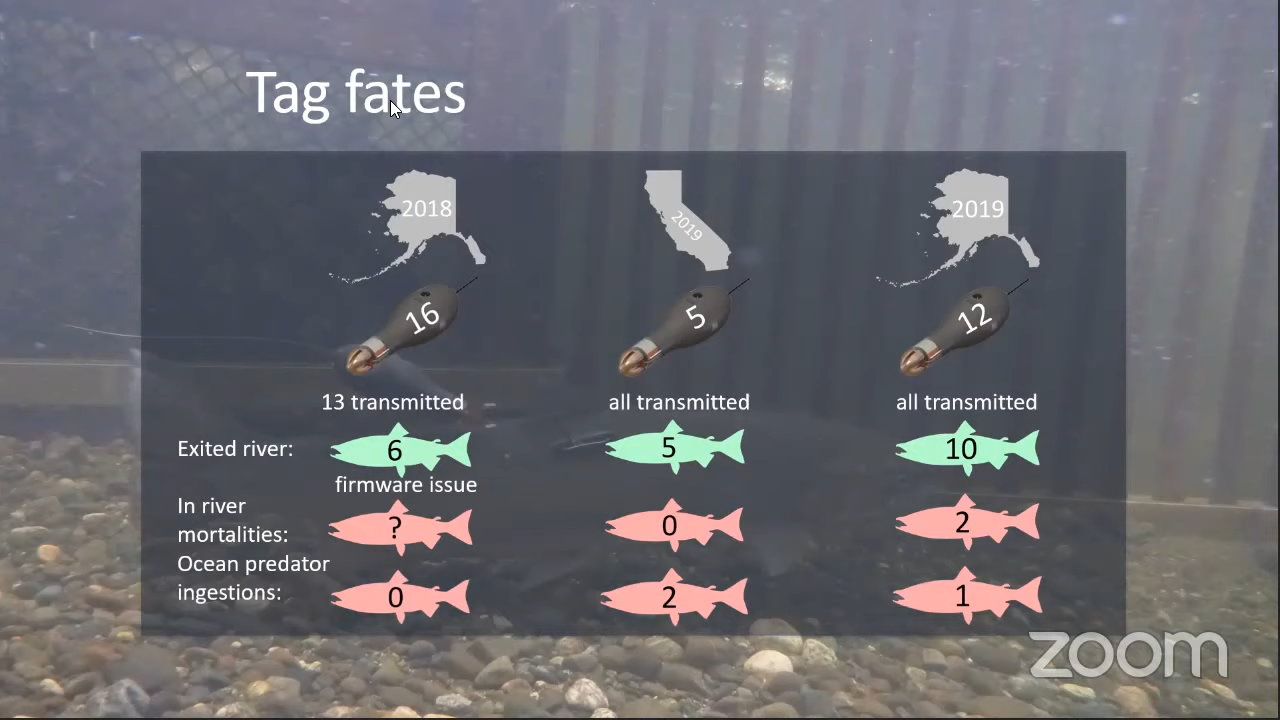 Tag fates
2018
2019
2019
16
5
12
13 transmitted
all transmitted
all transmitted
Exited river:
6
5
10
firmware issue
In river
mortalities:
?
0
2
Ocean predator
ingestions:
0
2
1
zoom